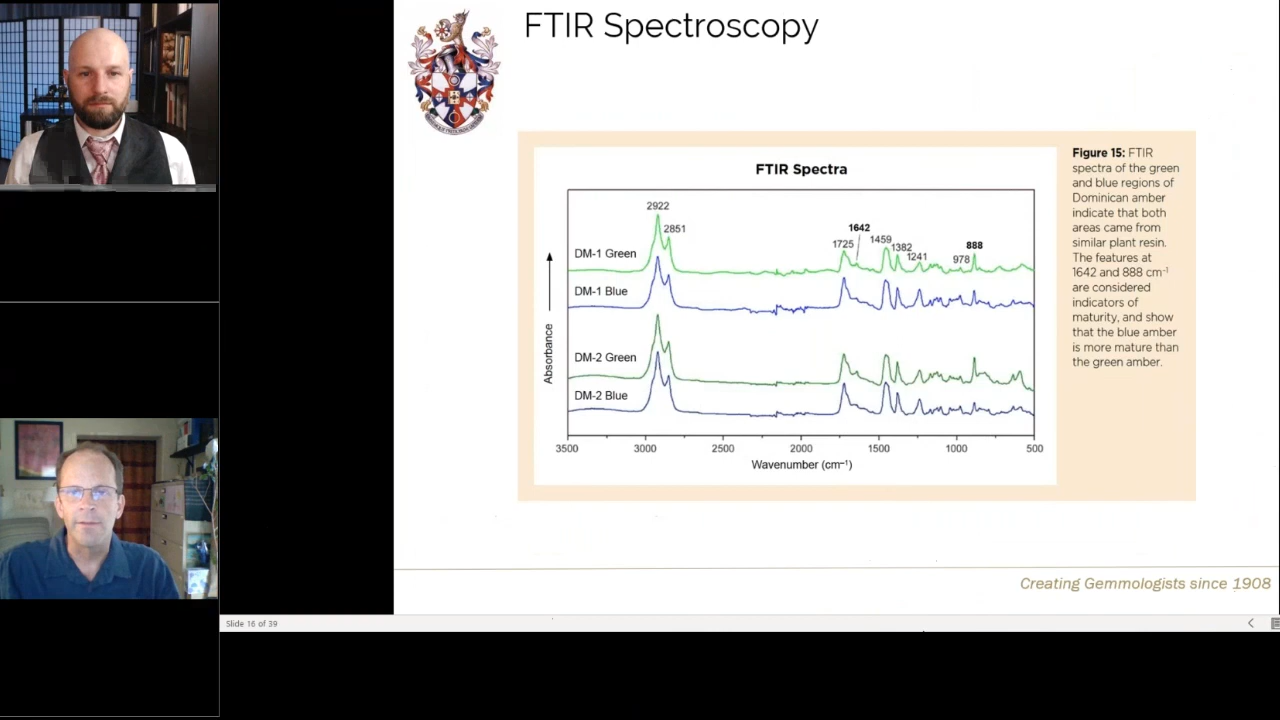 FTIR Spectroscopy
FTIR Spectra
2922
2851
1725
1642
1459
1382
1241
978
888
DM-1 Green
DM-1 Blue
DM-2 Green
DM-2 Blue
Absorbance
3500 3000 2500 2000 1500 1000 500
Wavenumber (cm⁻¹)
Figure 15: FTIR
spectra of the green
and blue regions of
Dominican amber
indicate that both
areas came from
similar plant resin.
The features at
1642 and 888 cm⁻¹
are considered
indicators of
maturity, and show
that the blue amber
is more mature than
the green amber.
Creating Gemmologists since 1908
Slide 16 of 39